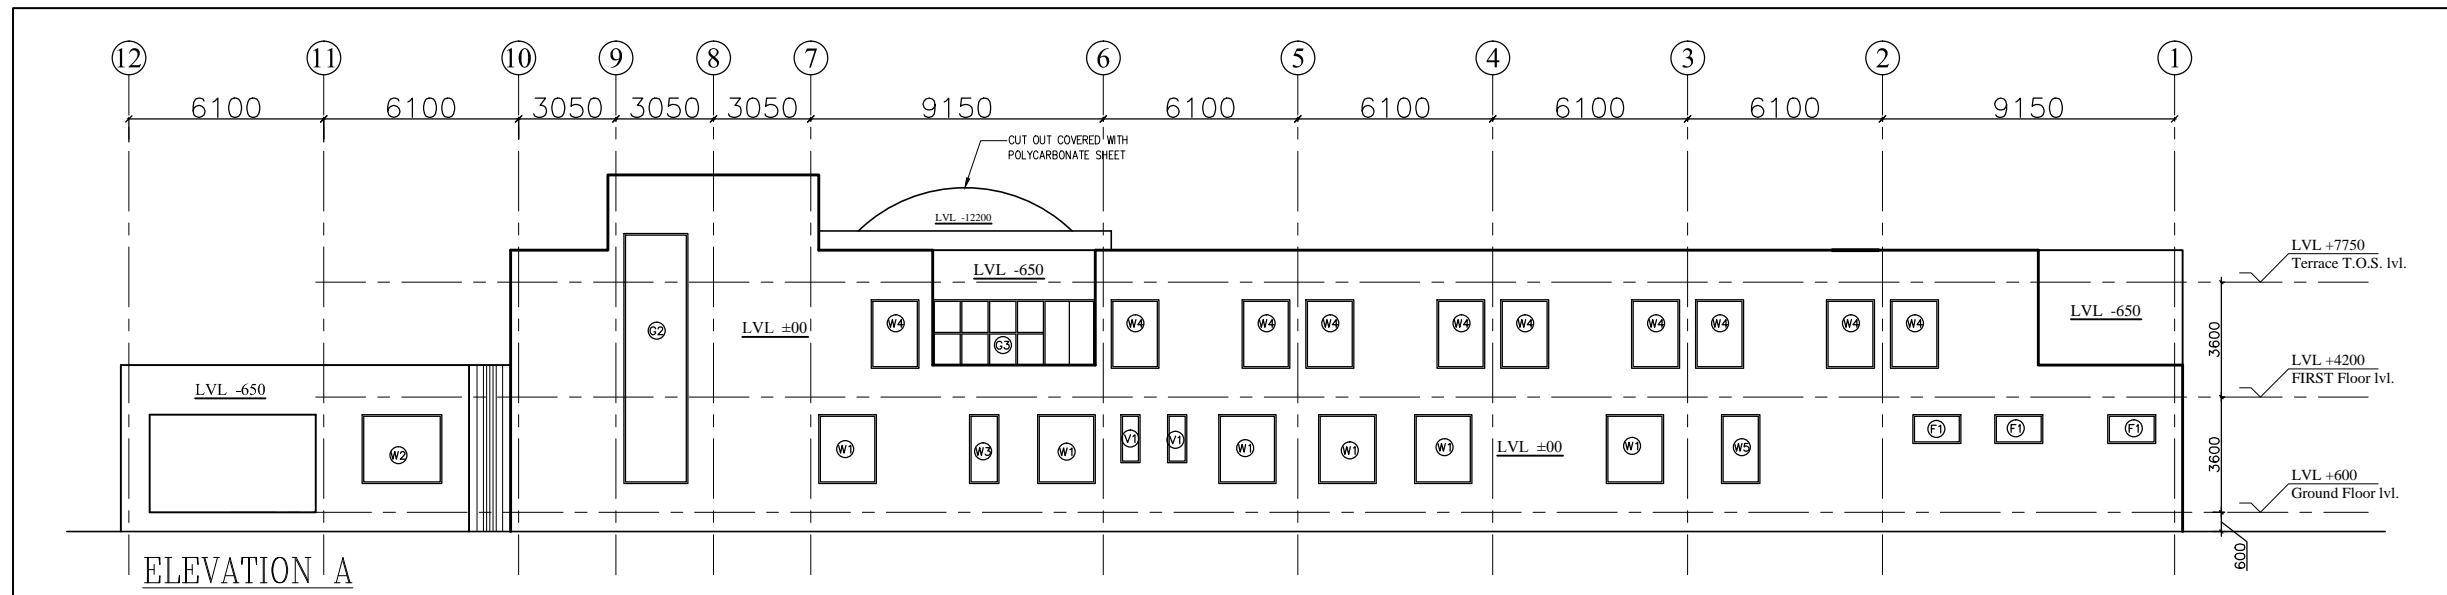 12 11 10 9 8 7 6 5 4 3 2 1
6100 6100 3050 3050 3050 9150 6100 6100 6100 6100 9150
CUT OUT COVERED WITH
POLYCARBONATE SHEET
LVL -12200
LVL +7750
Terrace T.O.S. lvl.
LVL -650
LVL -650
G2 LVL ±00 W4 G3 W4 W4 W4 W4 W4 W4 W4 W4 W4
3600
LVL +4200
FIRST Floor lvl.
LVL -650
W2 W1 W3 W1 V1 V1 W1 W1 W1 LVL ±00 W1 W5 F1 F1 F1
3600
LVL +600
Ground Floor lvl.
600
ELEVATION A